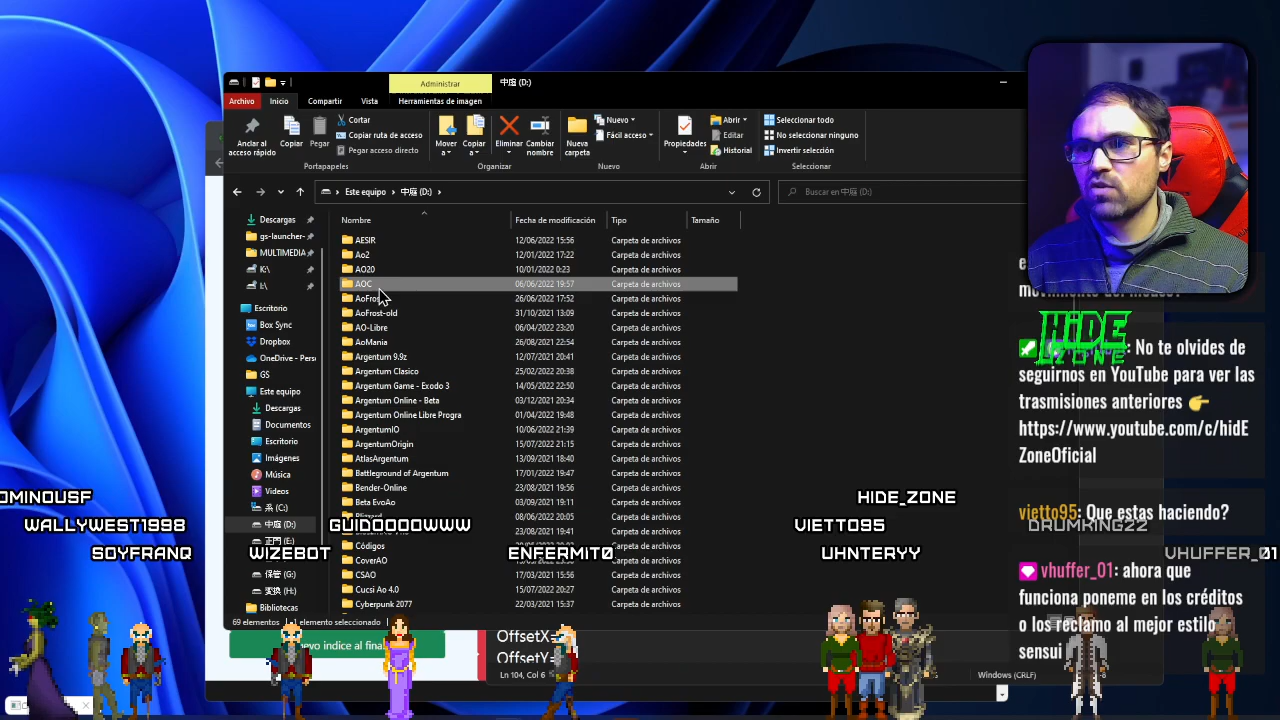 Administrar
中庭 (D:)
Archivo
Inicio
Compartir
Vista
Herramientas de imagen
Anclar al
acceso rápido
Copiar
Pegar
Cortar
Copiar ruta de acceso
Pegar acceso directo
Mover
a
Copiar
a
Eliminar
Cambiar
nombre
Nueva
carpeta
Nuevo
Fácil acceso
Propiedades
Abrir
Editar
Historial
Seleccionar todo
No seleccionar ninguno
Invertir selección
Portapapeles
Organizar
Nuevo
Abrir
Seleccionar
Este equipo > 中庭 (D:) >
Buscar en 中庭 (D:)
Descargas
gs-launcher-
MULTIMEDIA
K:\
I:\
Escritorio
Box Sync
Dropbox
OneDrive - Perso
GS
Este equipo
Descargas
Documentos
Escritorio
Imágenes
Música
Videos
系 (C:)
中庭 (D:)
正門 (E:)
保管 (G:)
変換 (H:)
Bibliotecas
Nombre Fecha de modificación Tipo Tamaño
AESIR 12/06/2022 15:56 Carpeta de archivos
Ao2 12/01/2022 17:22 Carpeta de archivos
AO20 10/01/2022 0:23 Carpeta de archivos
AOC 06/06/2022 19:57 Carpeta de archivos
AoFrost 26/06/2022 17:52 Carpeta de archivos
AoFrost-old 31/10/2021 13:09 Carpeta de archivos
AO-Libre 06/04/2022 23:20 Carpeta de archivos
AoMania 26/08/2021 22:54 Carpeta de archivos
Argentum 9.9z 12/07/2021 20:41 Carpeta de archivos
Argentum Clasico 25/02/2022 20:38 Carpeta de archivos
Argentum Game - Exodo 3 14/05/2022 22:50 Carpeta de archivos
Argentum Online - Beta 03/12/2021 20:34 Carpeta de archivos
Argentum Online Libre Progra 01/04/2022 19:48 Carpeta de archivos
ArgentumIO 10/06/2022 21:39 Carpeta de archivos
ArgentumOrigin 15/07/2022 21:15 Carpeta de archivos
AtlasArgentum 13/09/2021 18:40 Carpeta de archivos
Battleground of Argentum 17/01/2022 19:47 Carpeta de archivos
Bender-Online 23/08/2021 19:56 Carpeta de archivos
Beta EvoAo 03/09/2021 19:11 Carpeta de archivos
08/06/2022 20:05 Carpeta de archivos
23/08/2021 19:41 Carpeta de archivos
Códigos Carpeta de archivos
CoverAO Carpeta de archivos
CSAO 17/03/2021 15:56 Carpeta de archivos
Cucsi Ao 4.0 15/07/2022 20:27 Carpeta de archivos
Cyberpunk 2077 22/03/2021 15:37 Carpeta de archivos
69 elementos 1 elemento seleccionado
evo indice al final
OffsetX
OffsetY=
Ln 104, Col 6
Windows (CRLF)
HiDE
ZONE
No te olvides de
seguirnos en YouTube para ver las
trasmisiones anteriores 👉
https://www.youtube.com/c/hidE
ZoneOficial
vietto95: Que estas haciendo?
vhuffer_01: ahora que
funciona poneme en los créditos
o los reclamo al mejor estilo
sensui
OMINOUSF
WALLYWEST1998
SOYFRANQ
GUIDOOOOWWW
WIZEBOT
ENFERMIT0
HIDE_ZONE
VIETTO95
UHNTERYY
DRUMKING22
VHUFFER_01